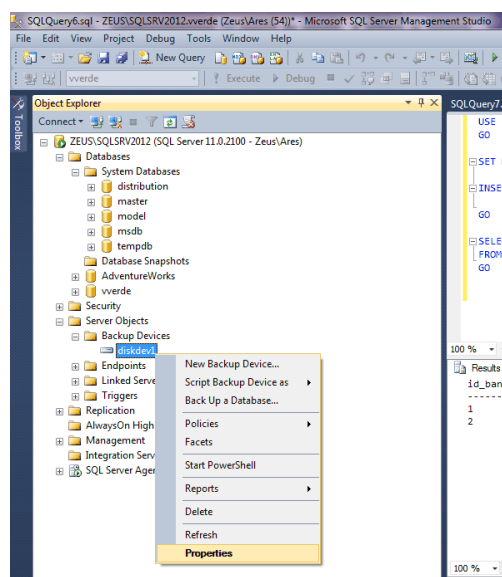 SQLQuery6.sql - ZEUS\SQLSRV2012.vverde (Zeus\Ares (54))* - Microsoft SQL Server Management Studio
File Edit View Project Debug Tools Window Help
New Query
vverde Execute Debug
Toolbox
Object Explorer
Connect
ZEUS\SQLSRV2012 (SQL Server 11.0.2100 - Zeus\Ares)
Databases
System Databases
distribution
master
model
msdb
tempdb
Database Snapshots
AdventureWorks
vverde
Security
Server Objects
Backup Devices
diskdev1
Endpoints
Linked Serve
Triggers
Replication
AlwaysOn High
Management
Integration Serv
SQL Server Ager
New Backup Device...
Script Backup Device as
Back Up a Database...
Policies
Facets
Start PowerShell
Reports
Delete
Refresh
Properties
SQLQuery7.
USE
GO
SET
INSE
GO
SELE
FROM
GO
100 %
Results
id_ban
-------
1
2
100 %